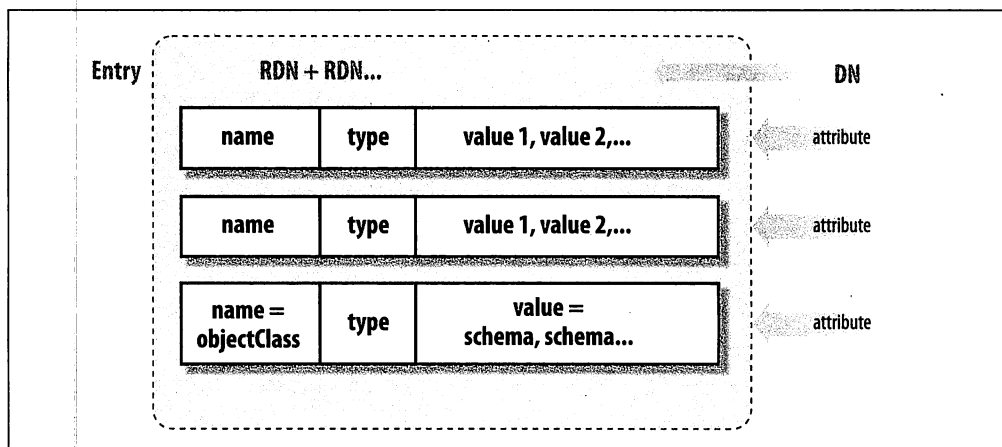 Entry
RDN + RDN...
DN
name
type
value 1, value 2,...
attribute
name
type
value 1, value 2,...
attribute
name =
objectClass
type
value =
schema, schema...
attribute